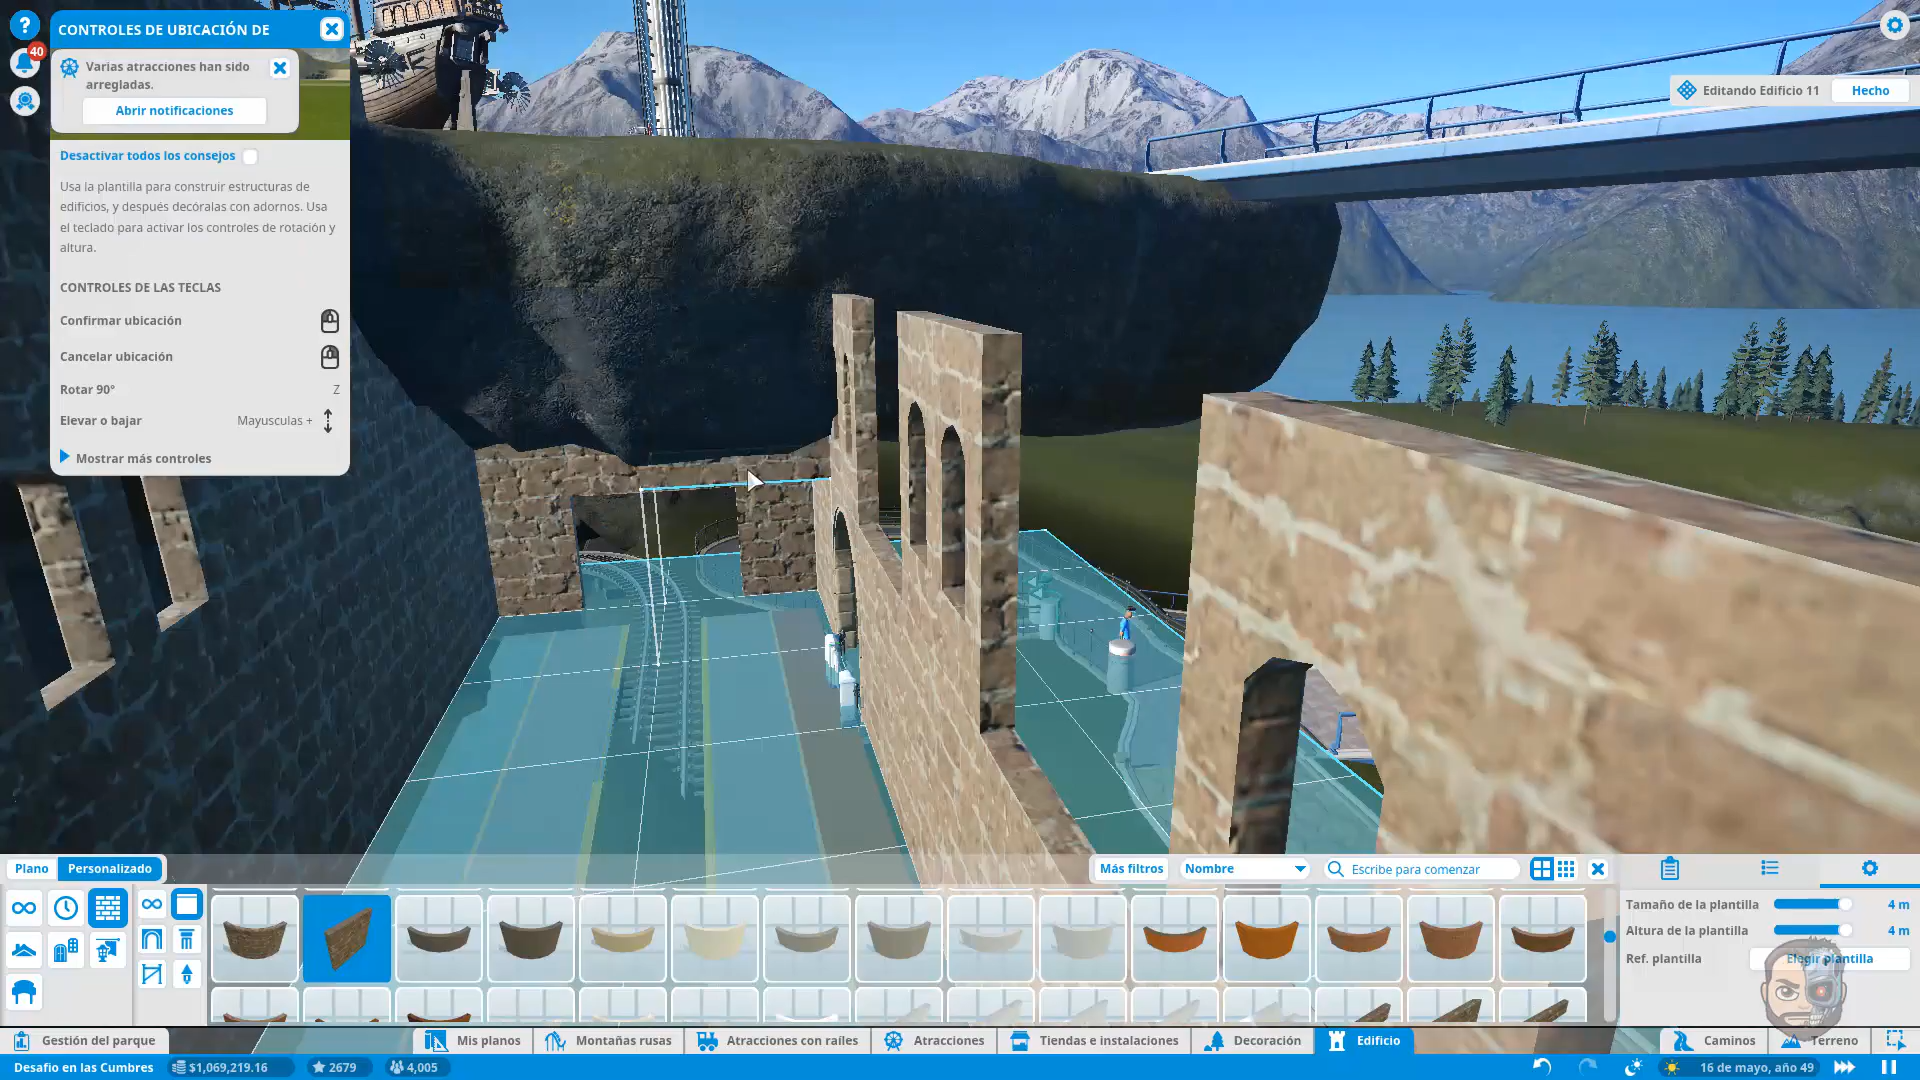 CONTROLES DE UBICACIÓN DE
40
Varias atracciones han sido
arregladas.
Abrir notificaciones
Desactivar todos los consejos
Usa la plantilla para construir estructuras de
edificios, y después decóralas con adornos. Usa
el teclado para activar los controles de rotación y
altura.
CONTROLES DE LAS TECLAS
Confirmar ubicación
Cancelar ubicación
Rotar 90° Z
Elevar o bajar Mayusculas +
Mostrar más controles
Editando Edificio 11 Hecho
Plano Personalizado
Más filtros Nombre Escribe para comenzar
Tamaño de la plantilla 4 m
Altura de la plantilla 4 m
Ref. plantilla Elegir plantilla
Gestión del parque Mis planos Montañas rusas Atracciones con raíles Atracciones Tiendas e instalaciones Decoración Edificio Caminos Terreno
Desafio en las Cumbres $1,069,219.16 2679 4,005 16 de mayo, año 49